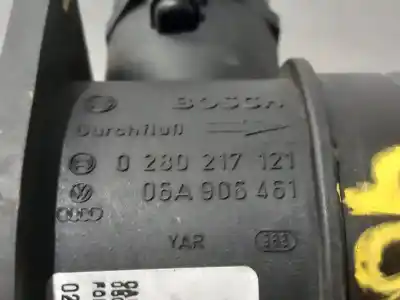 BOSCH
Durchfluß
0 280 217 121
06A 906 461
YAR